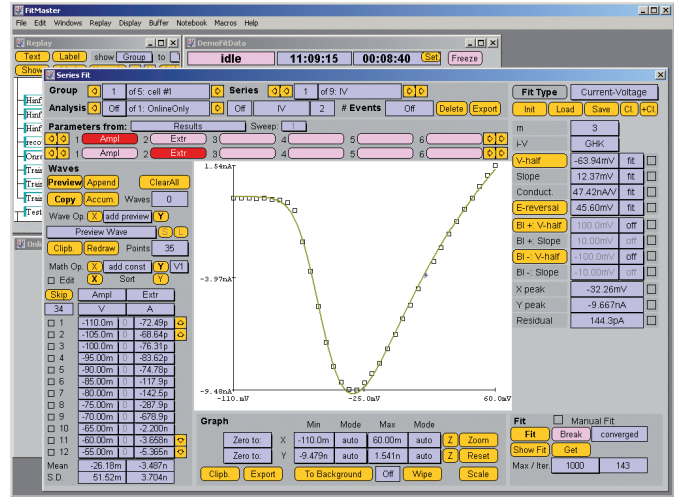 FitMaster
File Edit Windows Replay Display Buffer Notebook Macros Help
Replay
Text Label show Group to
Show
DemoFitData
idle 11:09:15 00:08:40 Set Freeze
Series Fit
Group 1 of 5: cell #1 Series 1 of 9: IV
Analysis Off of 1: OnlineOnly Off IV 2 # Events Off Delete Export
Parameters from: Results Sweep: 1
1 Ampl 2 Extr 3 4 5 6
1 Ampl 2 Extr 3 4 5 6
Waves
Preview Append ClearAll
Copy Accum. Waves 0
Wave Op. X add preview Y
Preview Wave S L
Clipb. Redraw Points 35
Math Op. X add const Y V1
Edit X Sort Y
Skip Ampl Extr
34 V A
1 -110.0m 0 -72.49p
2 -105.0m 0 -68.64p
3 -100.0m 0 -76.31p
4 -95.00m 0 -83.62p
5 -90.00m 0 -74.78p
6 -85.00m 0 -117.9p
7 -80.00m 0 -142.5p
8 -75.00m 0 -287.9p
9 -70.00m 0 -678.9p
10 -65.00m 0 -2.200n
11 -60.00m 0 -3.658n
12 -55.00m 0 -5.365n
Mean -26.18m -3.487n
S.D. 51.52m 3.704n
1.54nA
-3.97nA
-9.48nA
-110.mV -25.0mV 60.0mV
Graph Min Mode Max Mode
Zero to: X -110.0m auto 60.00m auto Z Zoom
Zero to: Y -9.479n auto 1.541n auto Z Reset
Clipb. Export To Background Off Wipe Scale
Fit Type Current-Voltage
Init Load Save Cl. +Cl.
m 3
i-V GHK
V-half -63.94mV fit
Slope 12.37mV fit
Conduct. 47.42nA/V fit
E-reversal 45.60mV fit
Bl +: V-half 100.0mV off
Bl +: Slope 10.00mV off
Bl -: V-half -100.0mV off
Bl -: Slope -10.00mV off
X peak -32.26mV
Y peak -9.667nA
Residual 144.3pA
Fit Manual Fit
Fit Break converged
Show Fit Get
Max / Iter. 1000 143